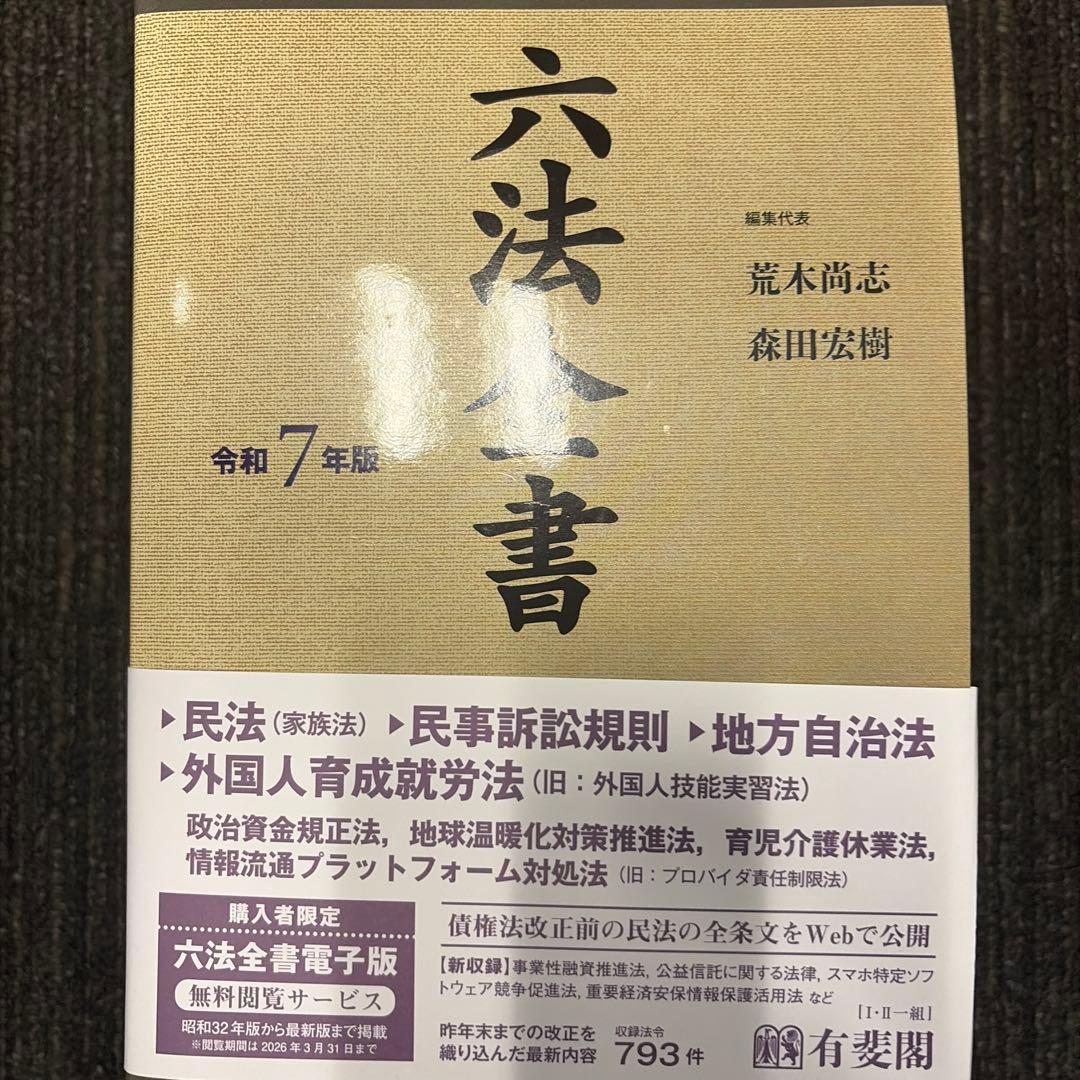 六法全書
編集代表
荒木尚志
森田宏樹
令和7年版
▶民法（家族法）▶民事訴訟規則▶地方自治法
▶外国人育成就労法（旧：外国人技能実習法）
政治資金規正法，地球温暖化対策推進法，育児介護休業法，
情報流通プラットフォーム対処法（旧：プロバイダ責任制限法）
購入者限定
六法全書電子版
無料閲覧サービス
昭和32年版から最新版まで掲載
※閲覧期間は2026年3月31日まで
債権法改正前の民法の全条文をWebで公開
【新収録】事業性融資推進法，公益信託に関する法律，スマホ特定ソフ
トウェア競争促進法，重要経済安保情報保護活用法 など
[Ⅰ・Ⅱ一組]
昨年末までの改正を
織り込んだ最新内容
収録法令
793件
有斐閣